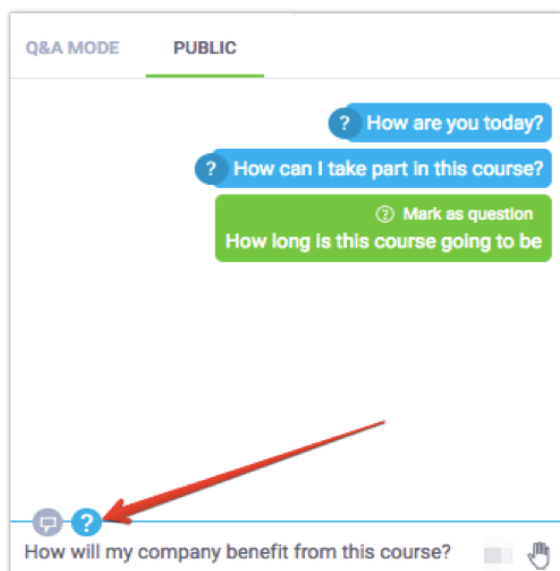 Q&A MODE PUBLIC
? How are you today?
? How can I take part in this course?
? Mark as question
How long is this course going to be
?
How will my company benefit from this course?